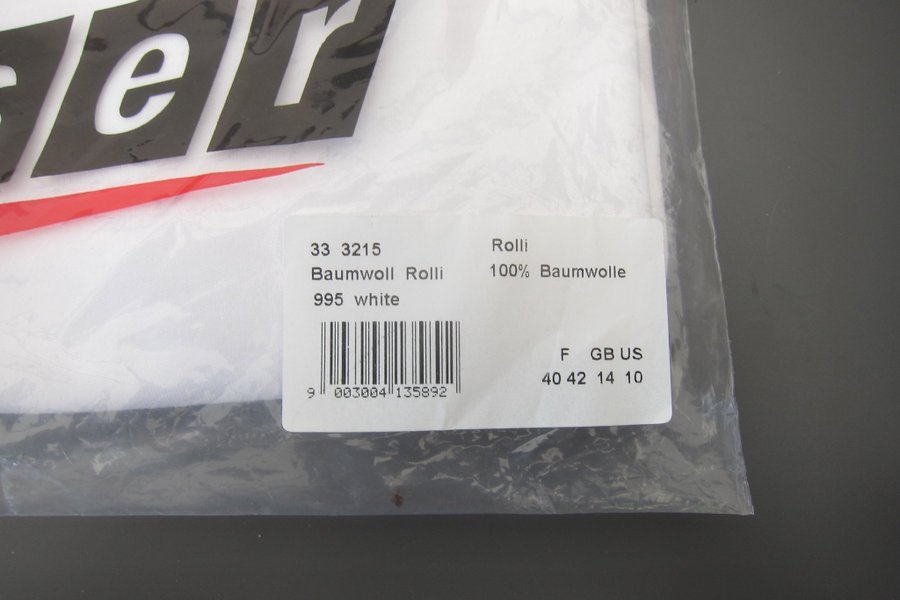 ser
33 3215
Baumwoll Rolli
995 white
Rolli
100% Baumwolle
F GB US
40 42 14 10
9 003004 135892